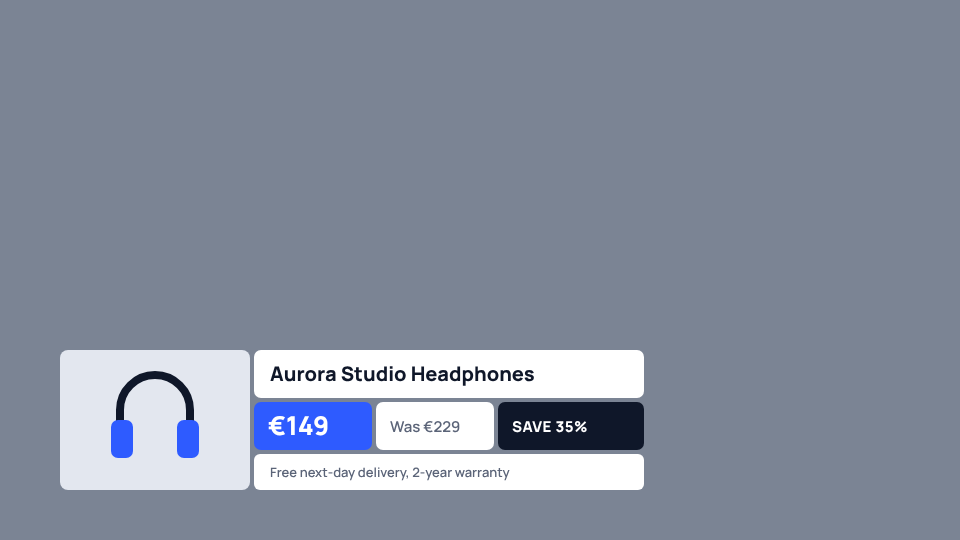 Aurora Studio Headphones
€149
Was €229
SAVE 35%
Free next-day delivery, 2-year warranty